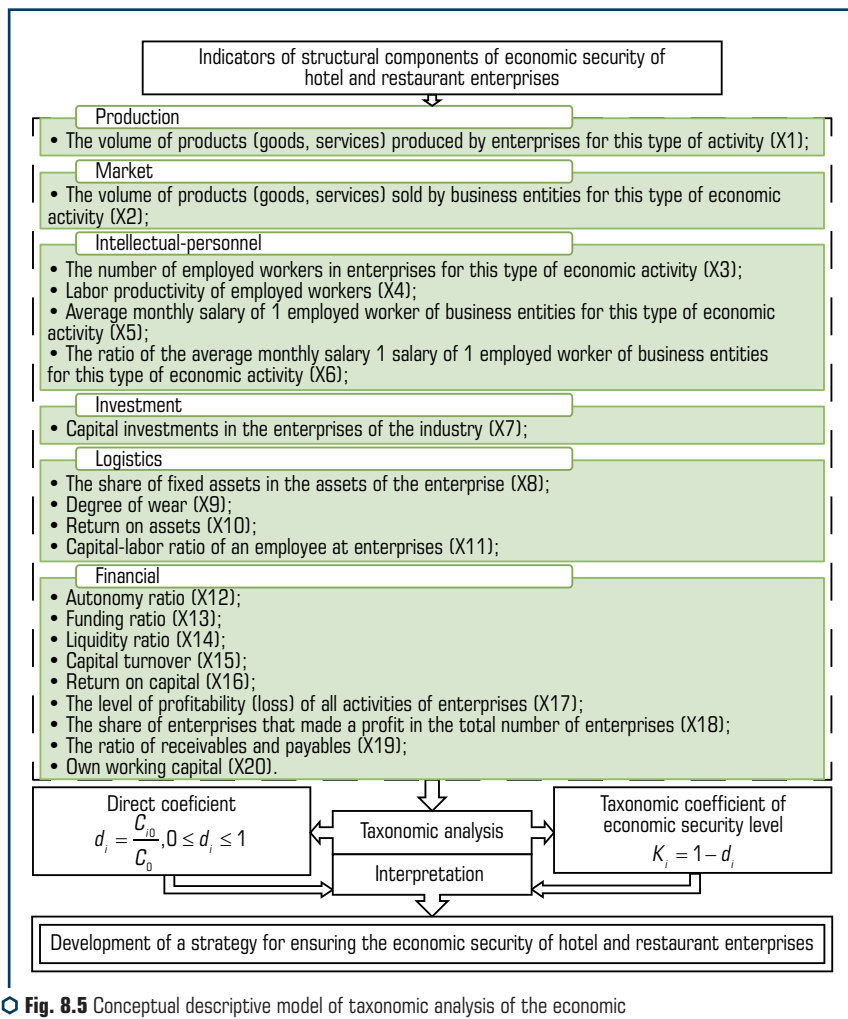 Indicators of structural components of economic security of
hotel and restaurant enterprises
Production
• The volume of products (goods, services) produced by enterprises for this type of activity (X1);
Market
• The volume of products (goods, services) sold by business entities for this type of economic
activity (X2);
Intellectual-personnel
• The number of employed workers in enterprises for this type of economic activity (X3);
• Labor productivity of employed workers (X4);
• Average monthly salary of 1 employed worker of business entities for this type of economic
activity (X5);
• The ratio of the average monthly salary 1 salary of 1 employed worker of business entities
for this type of economic activity (X6);
Investment
• Capital investments in the enterprises of the industry (X7);
Logistics
• The share of fixed assets in the assets of the enterprise (X8);
• Degree of wear (X9);
• Return on assets (X10);
• Capital-labor ratio of an employee at enterprises (X11);
Financial
• Autonomy ratio (X12);
• Funding ratio (X13);
• Liquidity ratio (X14);
• Capital turnover (X15);
• Return on capital (X16);
• The level of profitability (loss) of all activities of enterprises (X17);
• The share of enterprises that made a profit in the total number of enterprises (X18);
• The ratio of receivables and payables (X19);
• Own working capital (X20).
Direct coeficient
d_i = C_{i0} / C_0, 0 ≤ d_i ≤ 1
Taxonomic analysis
Interpretation
Taxonomic coefficient of
economic security level
K_i = 1 – d_i
Development of a strategy for ensuring the economic security of hotel and restaurant enterprises
Fig. 8.5 Conceptual descriptive model of taxonomic analysis of the economic